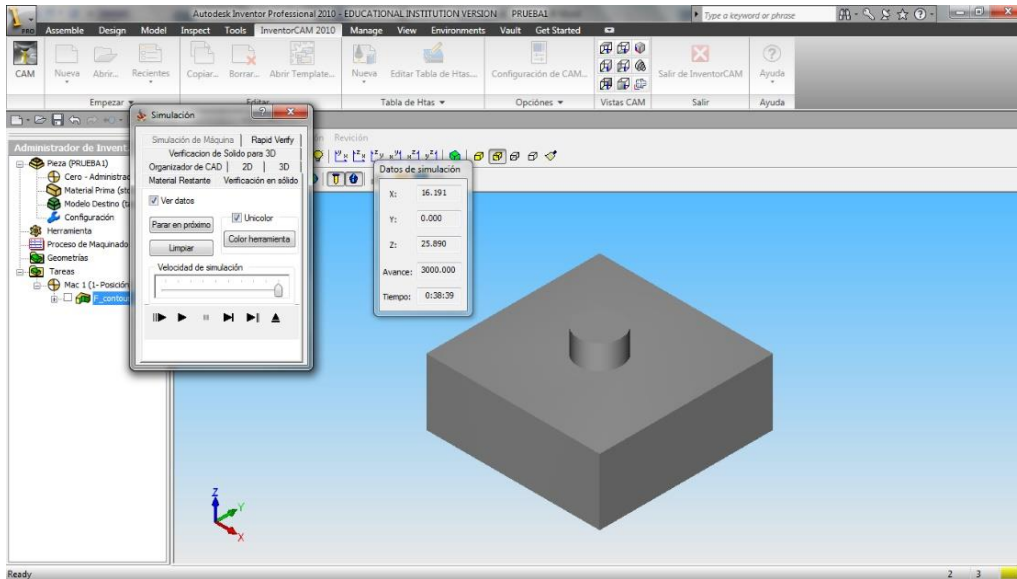 Autodesk Inventor Professional 2010 - EDUCATIONAL INSTITUTION VERSION PRUEBA1
Type a keyword or phrase
PRO
Assemble Design Model Inspect Tools InventorCAM 2010 Manage View Environments Vault Get Started
CAM Nueva Abrir... Recientes Copiar... Borrar... Abrir Template... Nueva Editar Tabla de Htas... Configuración de CAM... Salir de InventorCAM Ayuda
Empezar Editar Tabla de Htas Opciónes Vistas CAM Salir Ayuda
Simulación
Revición
Administrador de Invent
Pieza (PRUEBA1)
Cero - Administrac
Material Prima (sto
Modelo Destino (ta
Configuración
Herramienta
Proceso de Maquinado
Geometrías
Tareas
Mac 1 (1- Posición
F_contou
Simulación de Máquina Rapid Verify
Verificacion de Solido para 3D
Organizador de CAD 2D 3D
Material Restante Verificación en sólido
Ver datos
Parar en próximo
Unicolor
Limpiar
Color herramienta
Velocidad de simulación
Datos de simulación
X: 16.191
Y: 0.000
Z: 25.890
Avance: 3000.000
Tiempo: 0:38:39
Z
Y
X
Ready
2 3